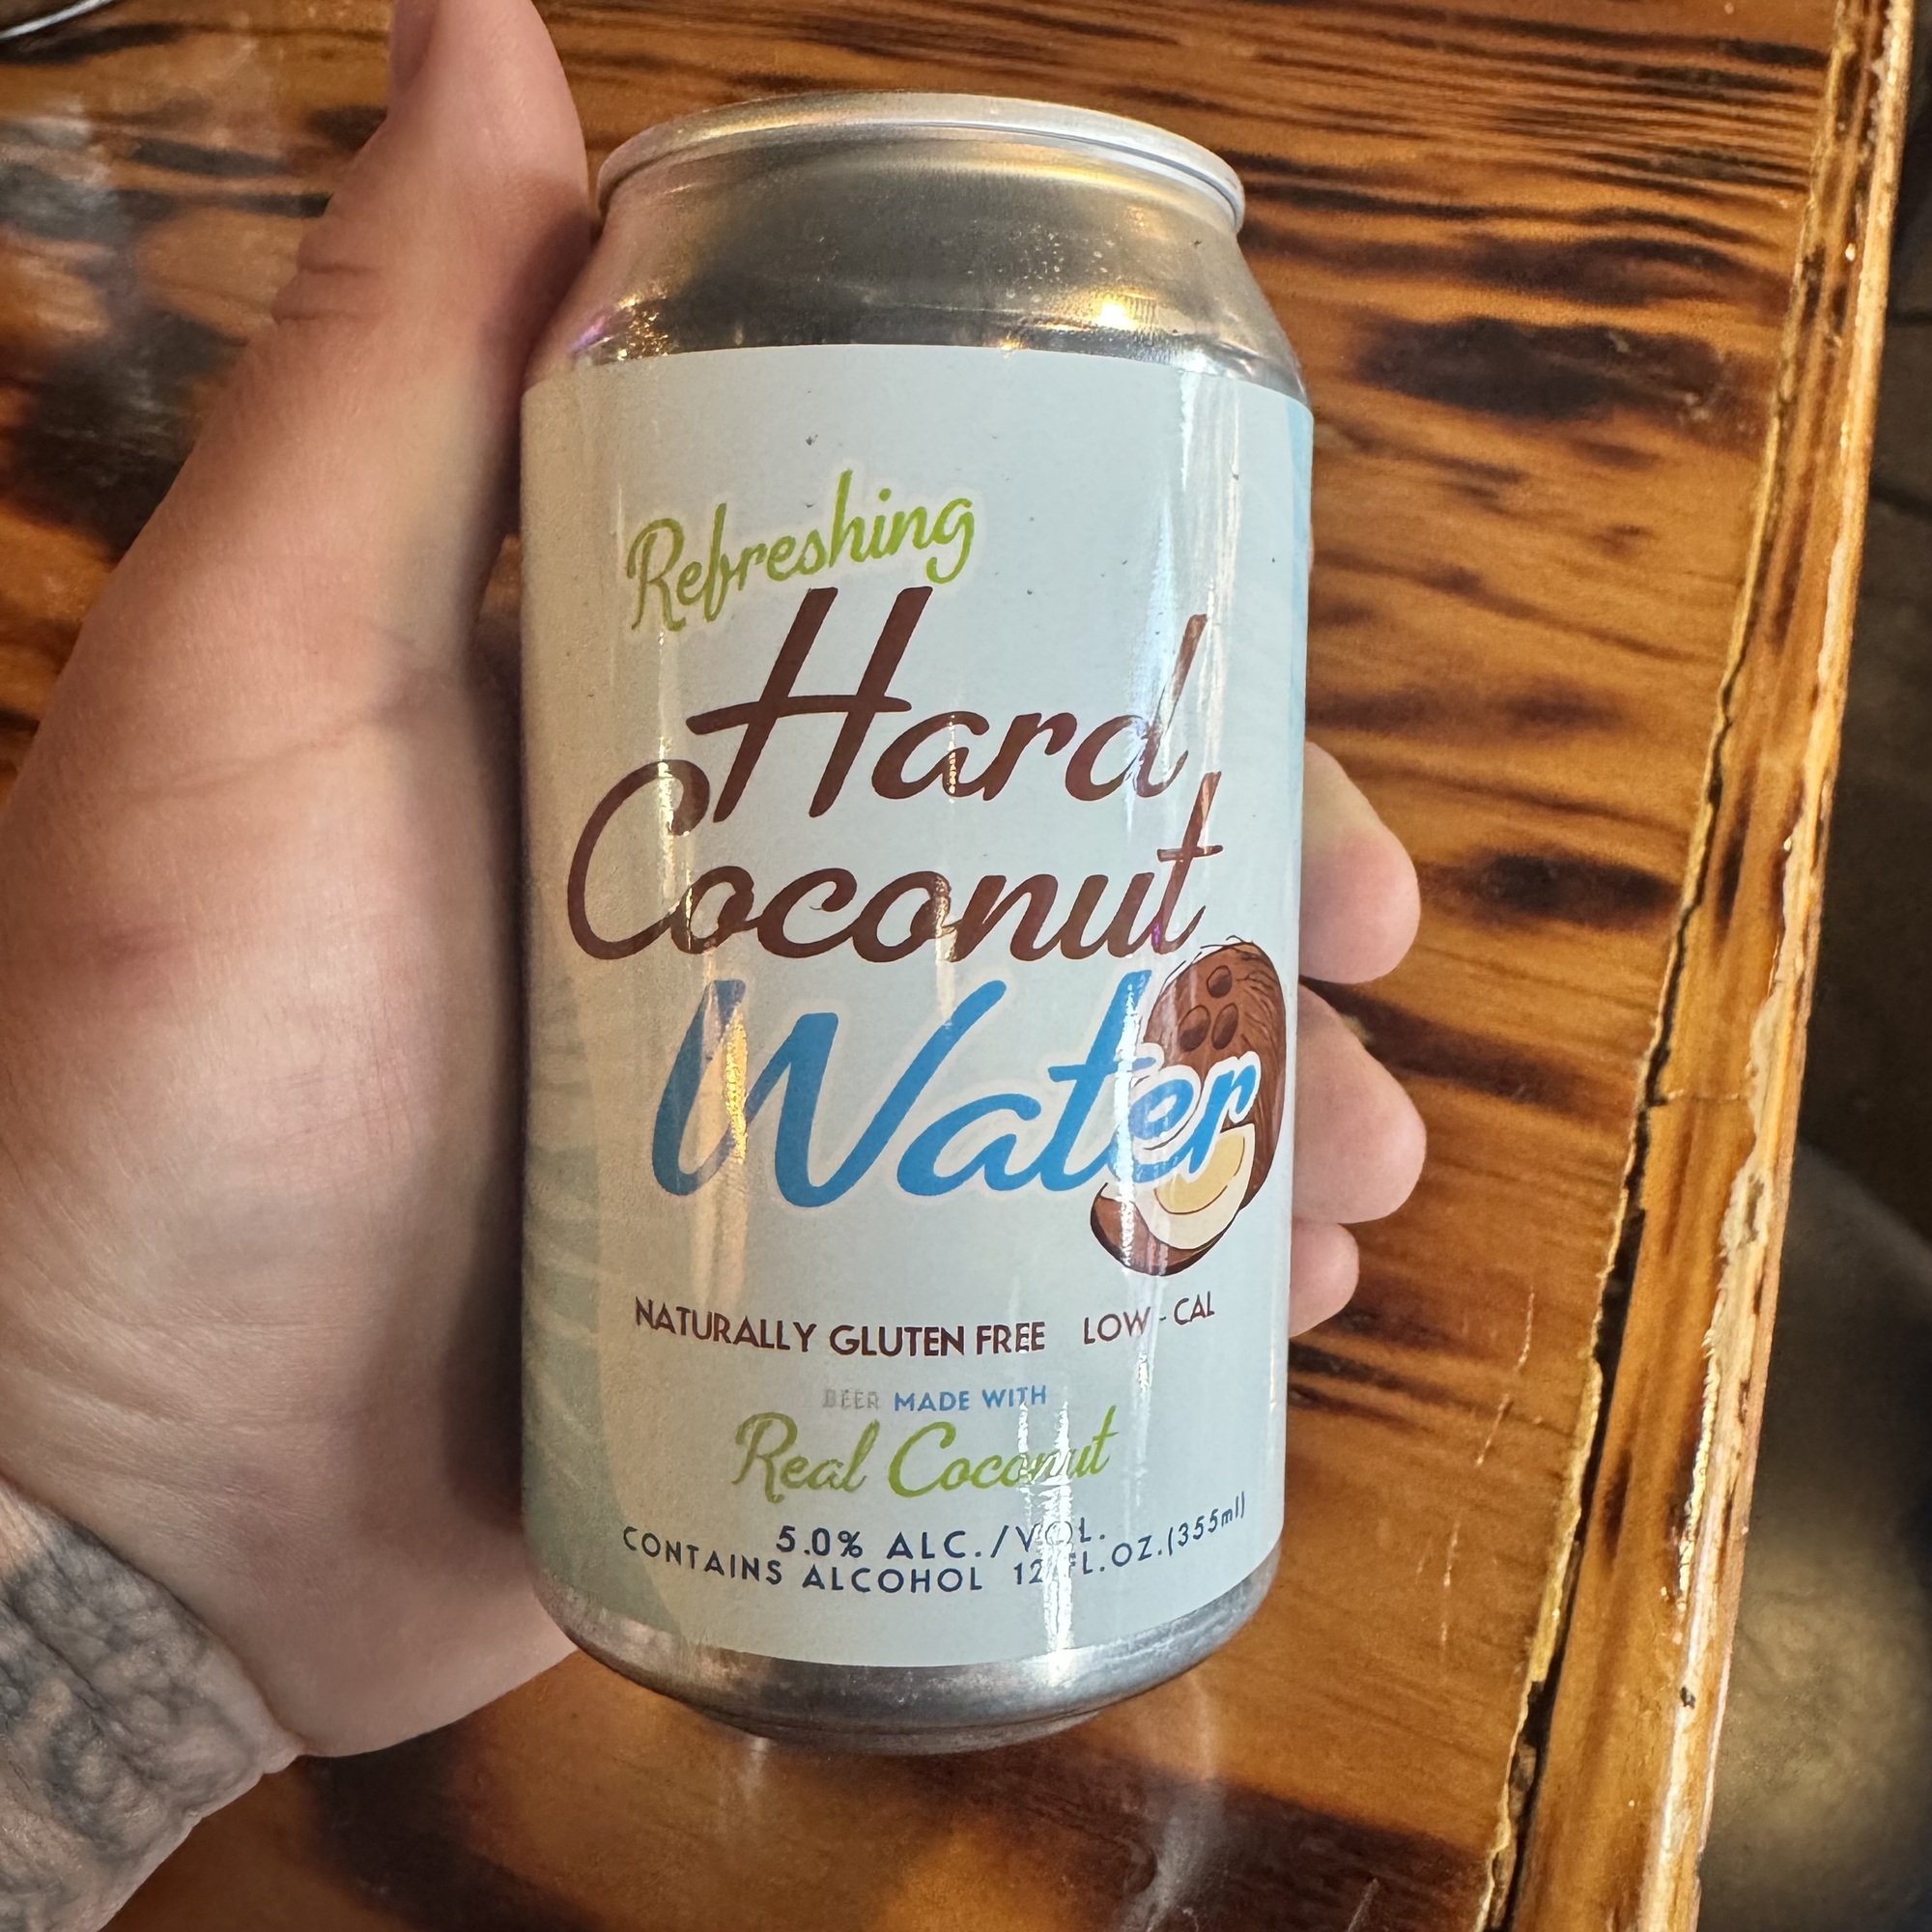 Refreshing
Hard
Coconut
Water
NATURALLY GLUTEN FREE LOW-CAL
BEER MADE WITH
Real Coconut
5.0% ALC./VOL.
CONTAINS ALCOHOL 12 FL.OZ.(355ml)